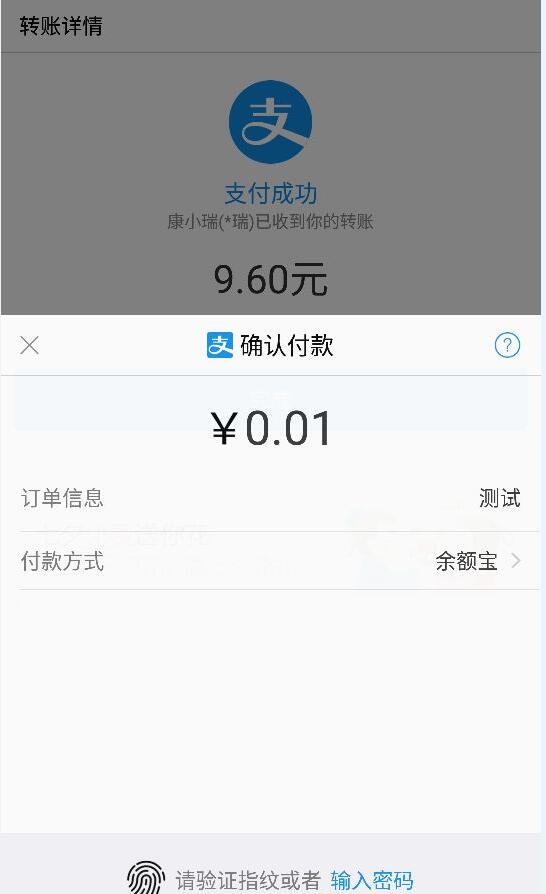 转账详情
支付成功
康小瑞(*瑞)已收到你的转账
9.60元
支 确认付款 ?
￥0.01
订单信息 测试
付款方式 余额宝
请验证指纹或者 输入密码